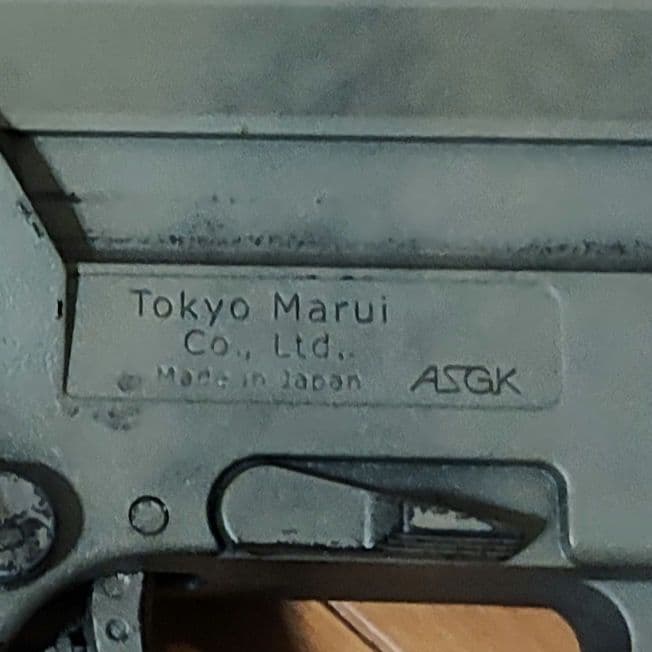 Tokyo Marui
Co., Ltd.
Made in Japan
ASGK